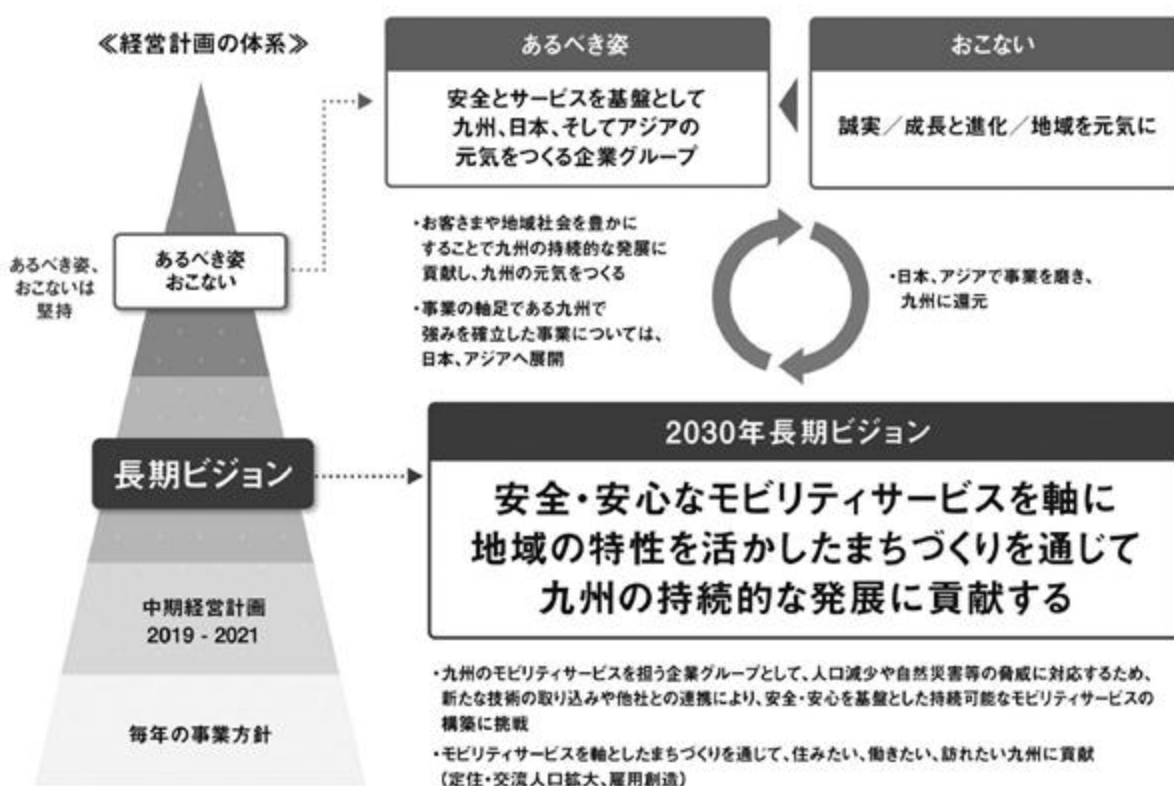 ≪経営計画の体系≫
あるべき姿、
おこないは
堅持
あるべき姿
おこない
長期ビジョン
中期経営計画
2019 - 2021
毎年の事業方針
あるべき姿
安全とサービスを基盤として
九州、日本、そしてアジアの
元気をつくる企業グループ
おこない
誠実／成長と進化／地域を元気に
・お客さまや地域社会を豊かに
することで九州の持続的な発展に
貢献し、九州の元気をつくる
・事業の軸足である九州で
強みを確立した事業については、
日本、アジアへ展開
・日本、アジアで事業を磨き、
九州に還元
2030年長期ビジョン
安全・安心なモビリティサービスを軸に
地域の特性を活かしたまちづくりを通じて
九州の持続的な発展に貢献する
・九州のモビリティサービスを担う企業グループとして、人口減少や自然災害等の脅威に対応するため、
新たな技術の取り込みや他社との連携により、安全・安心を基盤とした持続可能なモビリティサービスの
構築に挑戦
・モビリティサービスを軸としたまちづくりを通じて、住みたい、働きたい、訪れたい九州に貢献
（定住・交流人口拡大、雇用創造）